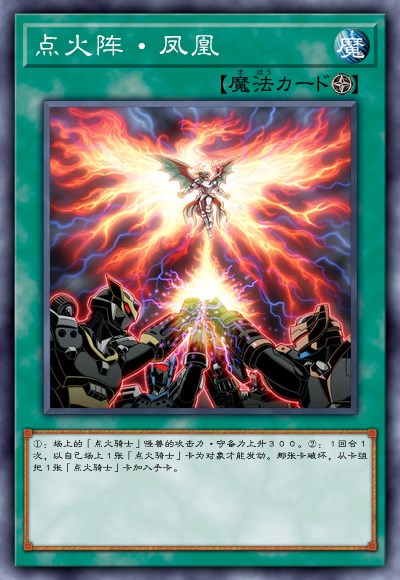 点火阵・凤凰
魔
【魔法カード】
まほう
①：场上的「点火骑士」怪兽的攻击力・守备力上升３００。②：１回合１
次，以自己场上１张「点火骑士」卡为对象才能发动。那张卡破坏，从卡组
把１张「点火骑士」卡加入手卡。